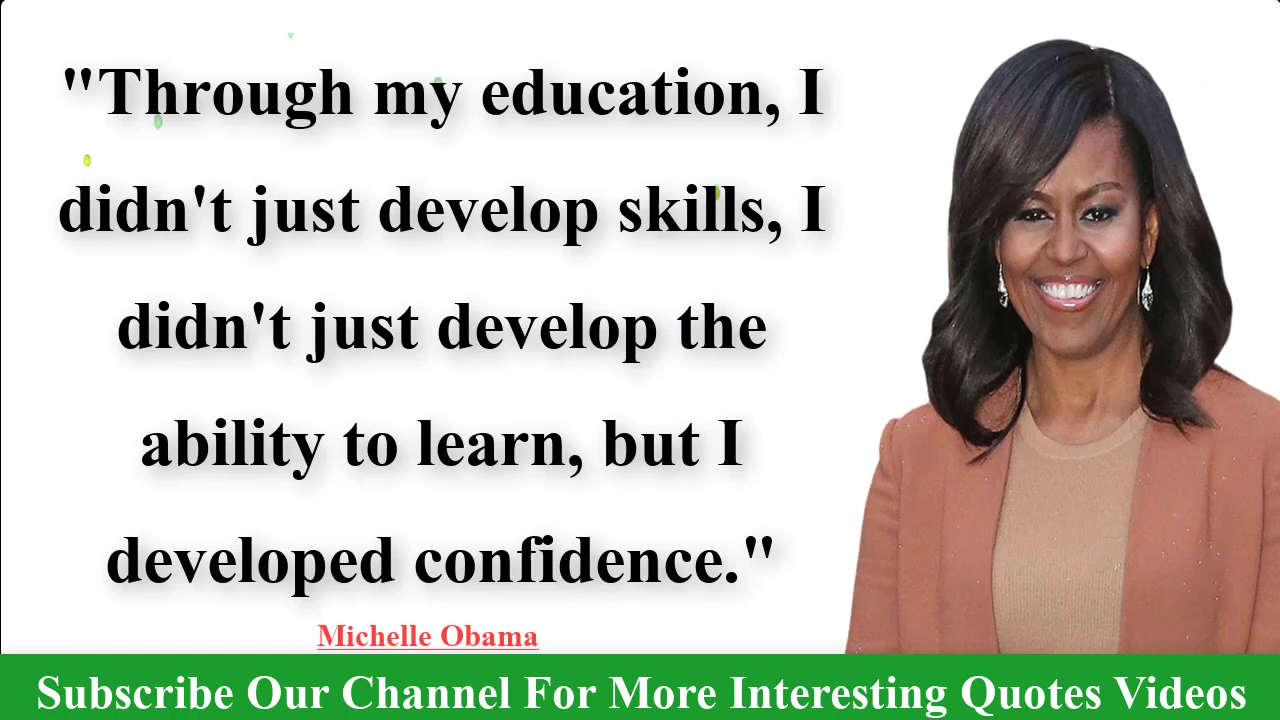 "Through my education, I
didn't just develop skills, I
didn't just develop the
ability to learn, but I
developed confidence."
Michelle Obama
Subscribe Our Channel For More Interesting Quotes Videos